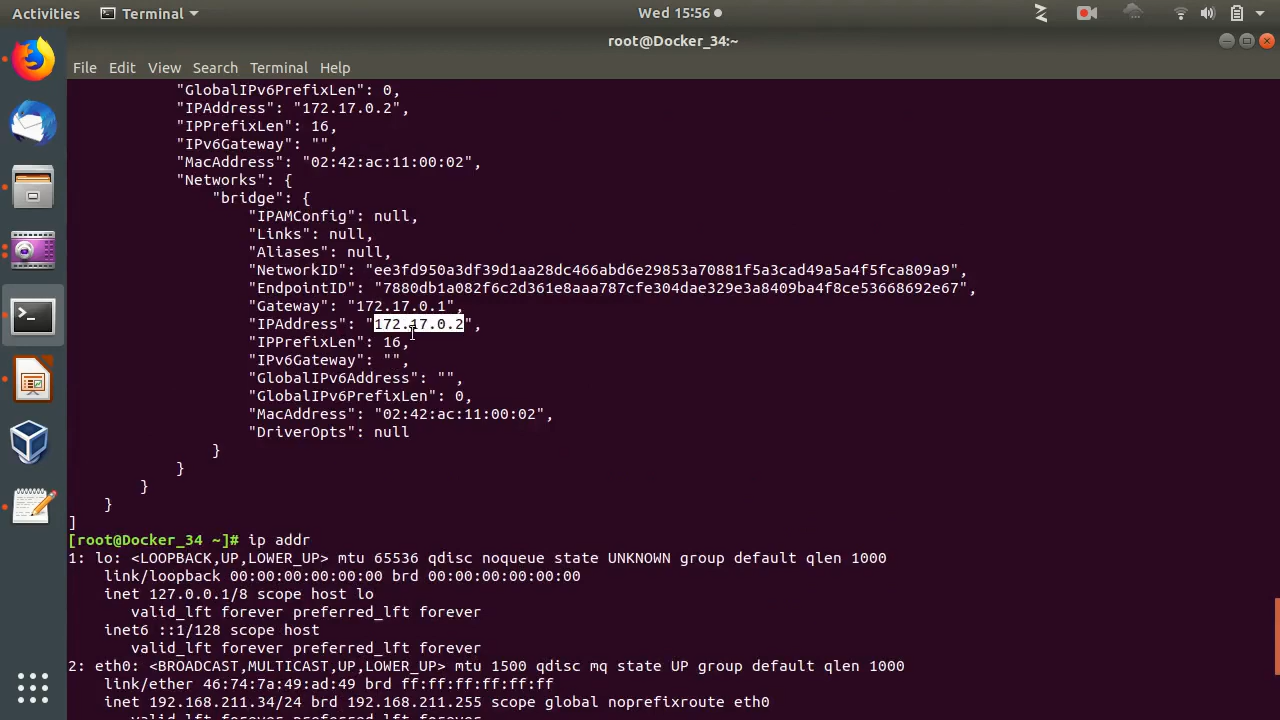 Activities Terminal Wed 15:56
root@Docker_34:~
File Edit View Search Terminal Help
"GlobalIPv6PrefixLen": 0,
"IPAddress": "172.17.0.2",
"IPPrefixLen": 16,
"IPv6Gateway": "",
"MacAddress": "02:42:ac:11:00:02",
"Networks": {
"bridge": {
"IPAMConfig": null,
"Links": null,
"Aliases": null,
"NetworkID": "ee3fd950a3df39d1aa28dc466abd6e29853a70881f5a3cad49a5a4f5fca809a9",
"EndpointID": "7880db1a082f6c2d361e8aaa787cfe304dae329e3a8409ba4f8ce53668692e67",
"Gateway": "172.17.0.1",
"IPAddress": "172.17.0.2",
"IPPrefixLen": 16,
"IPv6Gateway": "",
"GlobalIPv6Address": "",
"GlobalIPv6PrefixLen": 0,
"MacAddress": "02:42:ac:11:00:02",
"DriverOpts": null
}
}
}
}
]
[root@Docker_34 ~]# ip addr
1: lo: <LOOPBACK,UP,LOWER_UP> mtu 65536 qdisc noqueue state UNKNOWN group default qlen 1000
link/loopback 00:00:00:00:00:00 brd 00:00:00:00:00:00
inet 127.0.0.1/8 scope host lo
valid_lft forever preferred_lft forever
inet6 ::1/128 scope host
valid_lft forever preferred_lft forever
2: eth0: <BROADCAST,MULTICAST,UP,LOWER_UP> mtu 1500 qdisc mq state UP group default qlen 1000
link/ether 46:74:7a:49:ad:49 brd ff:ff:ff:ff:ff:ff
inet 192.168.211.34/24 brd 192.168.211.255 scope global noprefixroute eth0
valid_lft forever preferred_lft forever